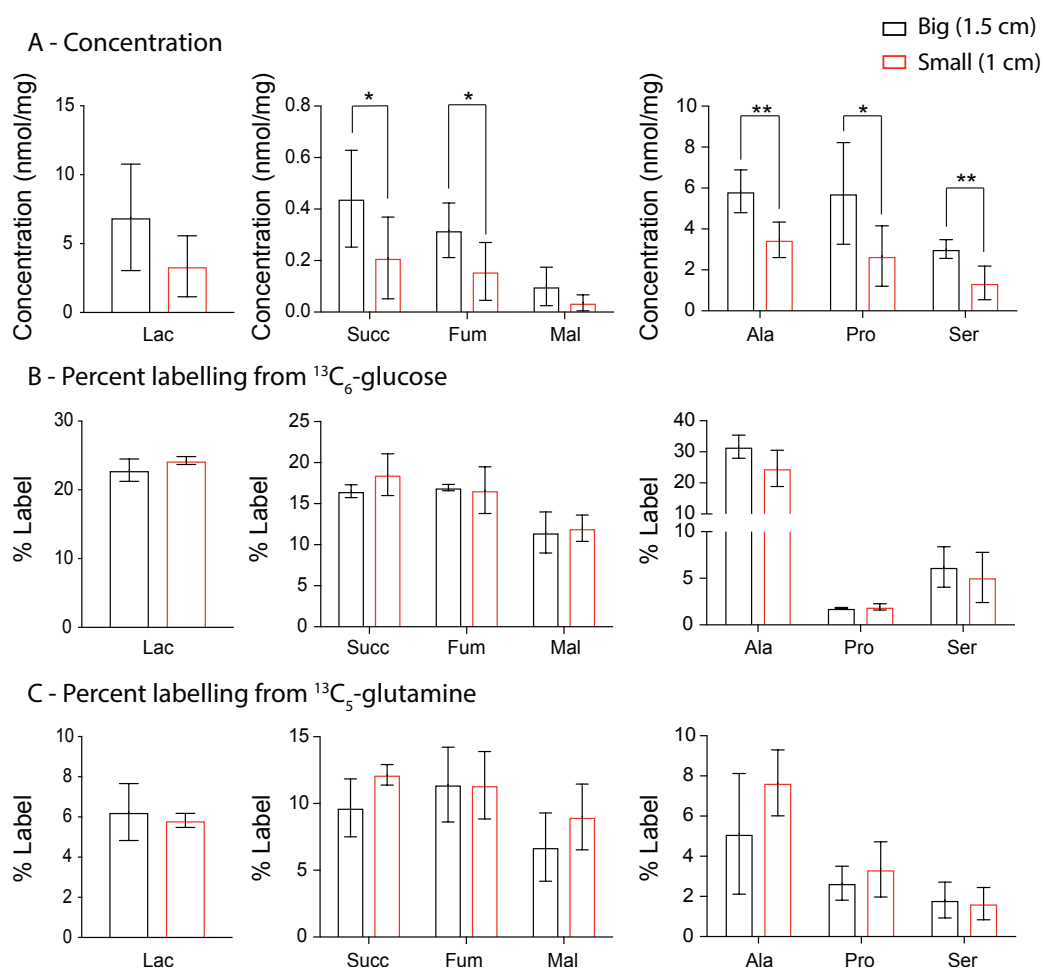 Big (1.5 cm)
Small (1 cm)
A - Concentration
Concentration (nmol/mg)
15
10
5
0
Lac
Concentration (nmol/mg)
0.8
0.6
0.4
0.2
0.0
* *
Succ Fum Mal
Concentration (nmol/mg)
10
8
6
4
2
0
** * **
Ala Pro Ser
B - Percent labelling from ¹³C₆-glucose
% Label
30
20
10
0
Lac
% Label
25
20
15
10
5
0
Succ Fum Mal
% Label
40
30
20
10
10
5
0
Ala Pro Ser
C - Percent labelling from ¹³C₅-glutamine
% Label
10
8
6
4
2
0
Lac
% Label
15
10
5
0
Succ Fum Mal
% Label
10
8
6
4
2
0
Ala Pro Ser